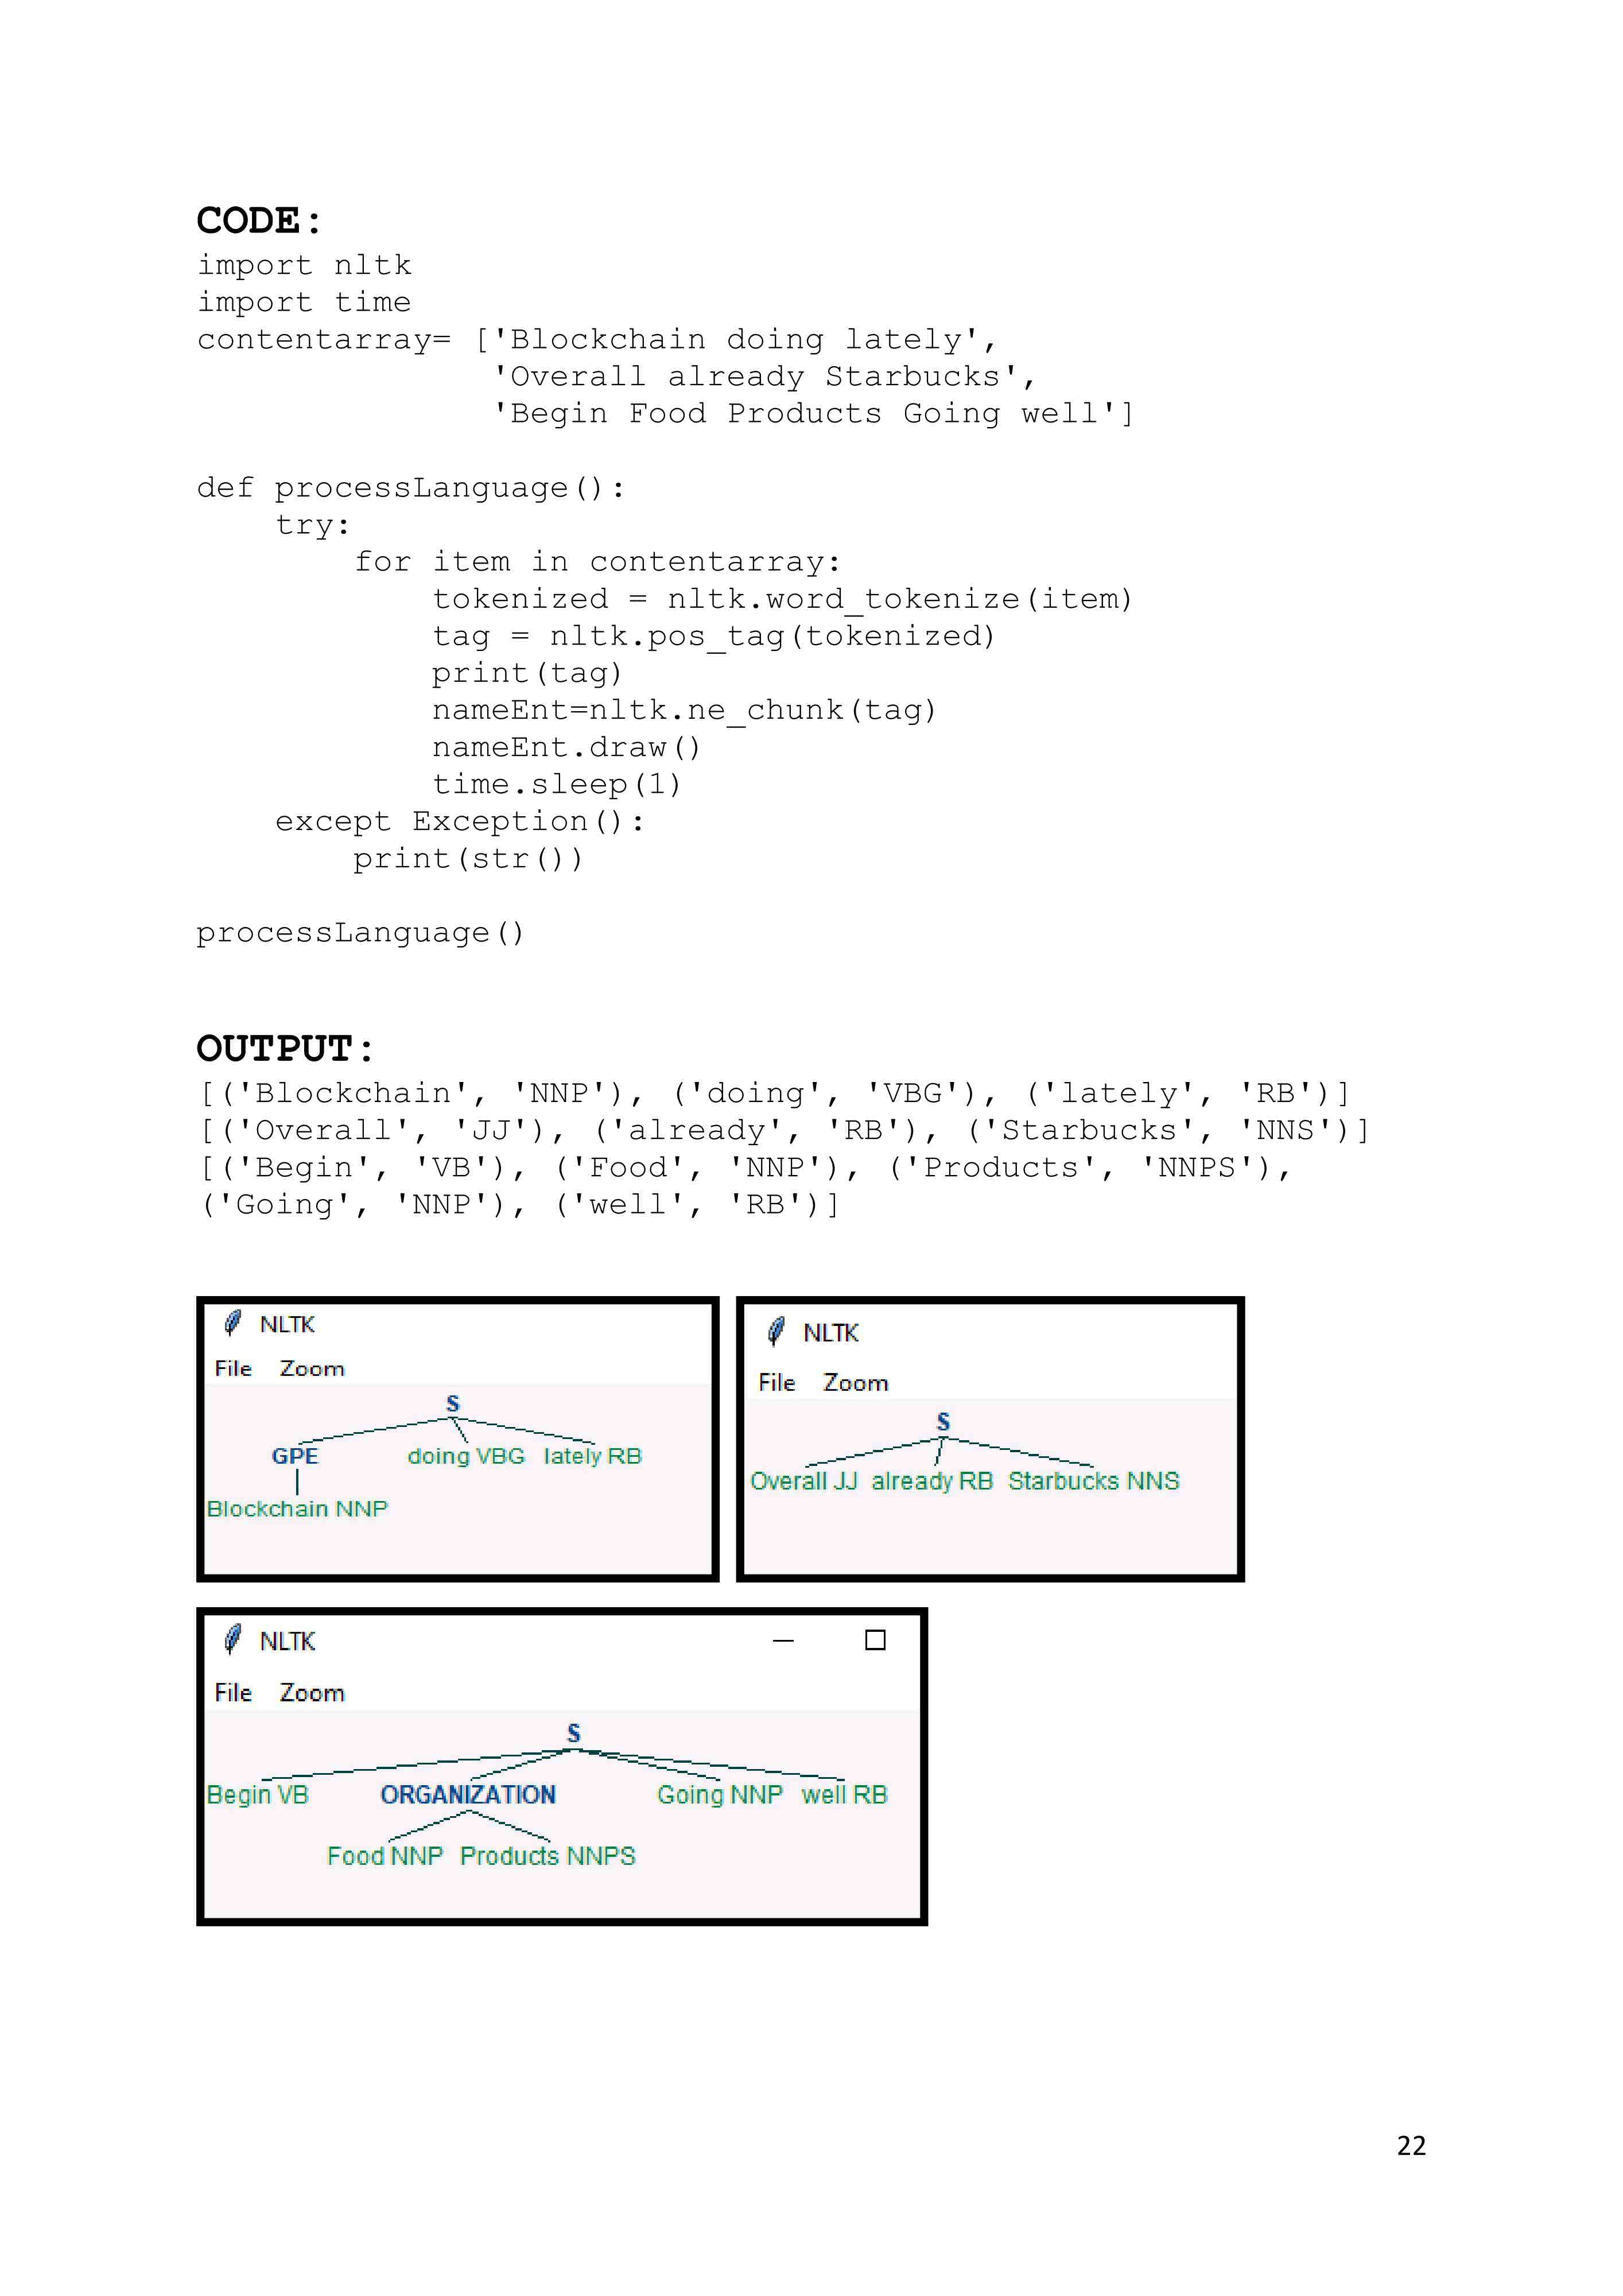 CODE:
import nltk
import time
contentarray= ['Blockchain doing lately',
               'Overall already Starbucks',
               'Begin Food Products Going well']

def processLanguage():
    try:
        for item in contentarray:
            tokenized = nltk.word_tokenize(item)
            tag = nltk.pos_tag(tokenized)
            print(tag)
            nameEnt=nltk.ne_chunk(tag)
            nameEnt.draw()
            time.sleep(1)
    except Exception():
        print(str())

processLanguage()

OUTPUT:
[('Blockchain', 'NNP'), ('doing', 'VBG'), ('lately', 'RB')]
[('Overall', 'JJ'), ('already', 'RB'), ('Starbucks', 'NNS')]
[('Begin', 'VB'), ('Food', 'NNP'), ('Products', 'NNPS'),
('Going', 'NNP'), ('well', 'RB')]

NLTK
File Zoom
S
GPE doing VBG lately RB
Blockchain NNP

NLTK
File Zoom
S
Overall JJ already RB Starbucks NNS

NLTK
File Zoom
S
Begin VB ORGANIZATION Going NNP well RB
Food NNP Products NNPS

22